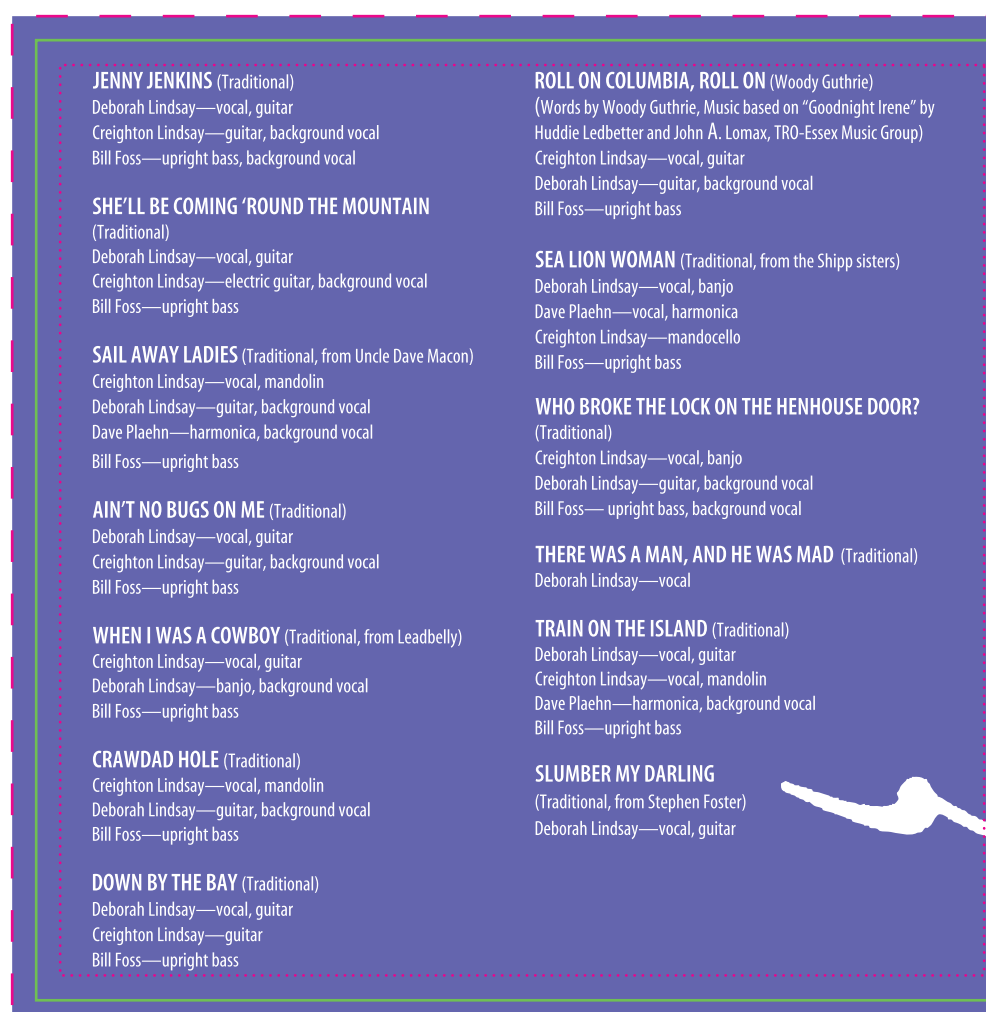 JENNY JENKINS (Traditional)
Deborah Lindsay—vocal, guitar
Creighton Lindsay—guitar, background vocal
Bill Foss—upright bass, background vocal
SHE’LL BE COMING ‘ROUND THE MOUNTAIN
(Traditional)
Deborah Lindsay—vocal, guitar
Creighton Lindsay—electric guitar, background vocal
Bill Foss—upright bass
SAIL AWAY LADIES (Traditional, from Uncle Dave Macon)
Creighton Lindsay—vocal, mandolin
Deborah Lindsay—guitar, background vocal
Dave Plaehn—harmonica, background vocal
Bill Foss—upright bass
AIN’T NO BUGS ON ME (Traditional)
Deborah Lindsay—vocal, guitar
Creighton Lindsay—guitar, background vocal
Bill Foss—upright bass
WHEN I WAS A COWBOY (Traditional, from Leadbelly)
Creighton Lindsay—vocal, guitar
Deborah Lindsay—banjo, background vocal
Bill Foss—upright bass
CRAWDAD HOLE (Traditional)
Creighton Lindsay—vocal, mandolin
Deborah Lindsay—guitar, background vocal
Bill Foss—upright bass
DOWN BY THE BAY (Traditional)
Deborah Lindsay—vocal, guitar
Creighton Lindsay—guitar
Bill Foss—upright bass
ROLL ON COLUMBIA, ROLL ON (Woody Guthrie)
(Words by Woody Guthrie, Music based on “Goodnight Irene” by
Huddie Ledbetter and John A. Lomax, TRO-Essex Music Group)
Creighton Lindsay—vocal, guitar
Deborah Lindsay—guitar, background vocal
Bill Foss—upright bass
SEA LION WOMAN (Traditional, from the Shipp sisters)
Deborah Lindsay—vocal, banjo
Dave Plaehn—vocal, harmonica
Creighton Lindsay—mandocello
Bill Foss—upright bass
WHO BROKE THE LOCK ON THE HENHOUSE DOOR?
(Traditional)
Creighton Lindsay—vocal, banjo
Deborah Lindsay—guitar, background vocal
Bill Foss— upright bass, background vocal
THERE WAS A MAN, AND HE WAS MAD (Traditional)
Deborah Lindsay—vocal
TRAIN ON THE ISLAND (Traditional)
Deborah Lindsay—vocal, guitar
Creighton Lindsay—vocal, mandolin
Dave Plaehn—harmonica, background vocal
Bill Foss—upright bass
SLUMBER MY DARLING
(Traditional, from Stephen Foster)
Deborah Lindsay—vocal, guitar